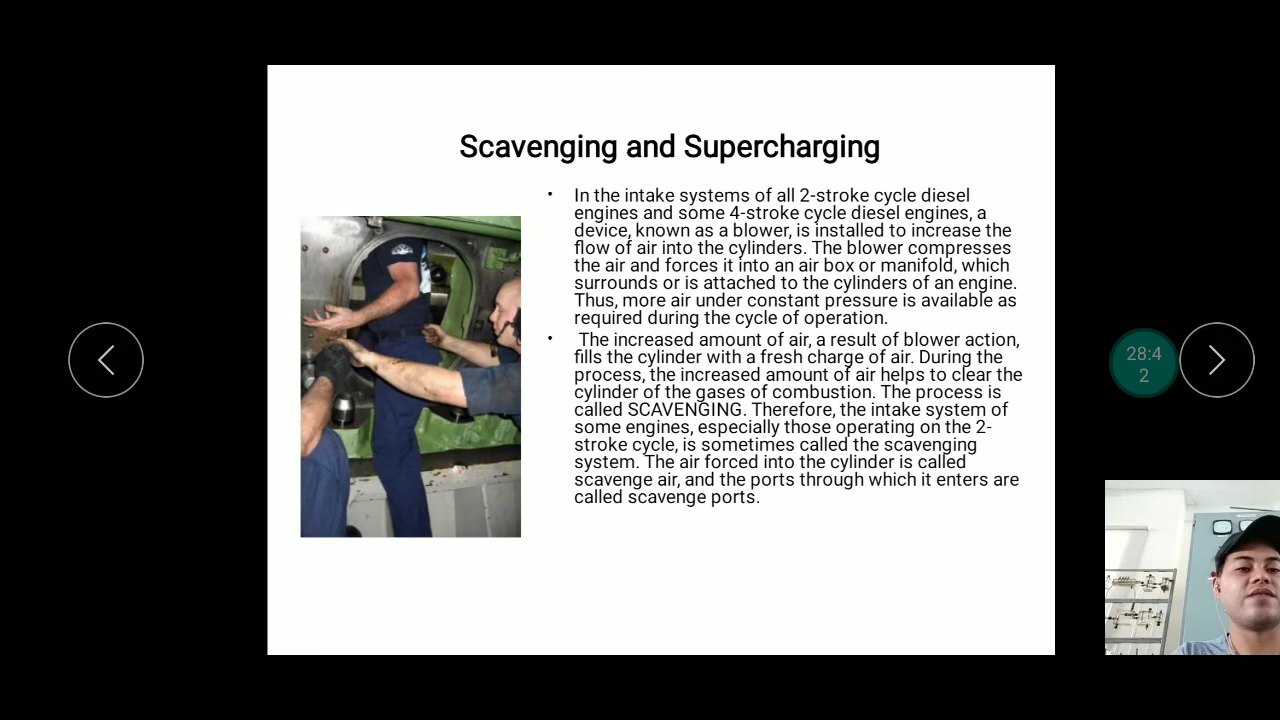 Scavenging and Supercharging
• In the intake systems of all 2-stroke cycle diesel
engines and some 4-stroke cycle diesel engines, a
device, known as a blower, is installed to increase the
flow of air into the cylinders. The blower compresses
the air and forces it into an air box or manifold, which
surrounds or is attached to the cylinders of an engine.
Thus, more air under constant pressure is available as
required during the cycle of operation.
• The increased amount of air, a result of blower action,
fills the cylinder with a fresh charge of air. During the
process, the increased amount of air helps to clear the
cylinder of the gases of combustion. The process is
called SCAVENGING. Therefore, the intake system of
some engines, especially those operating on the 2-
stroke cycle, is sometimes called the scavenging
system. The air forced into the cylinder is called
scavenge air, and the ports through which it enters are
called scavenge ports.
28:4
2